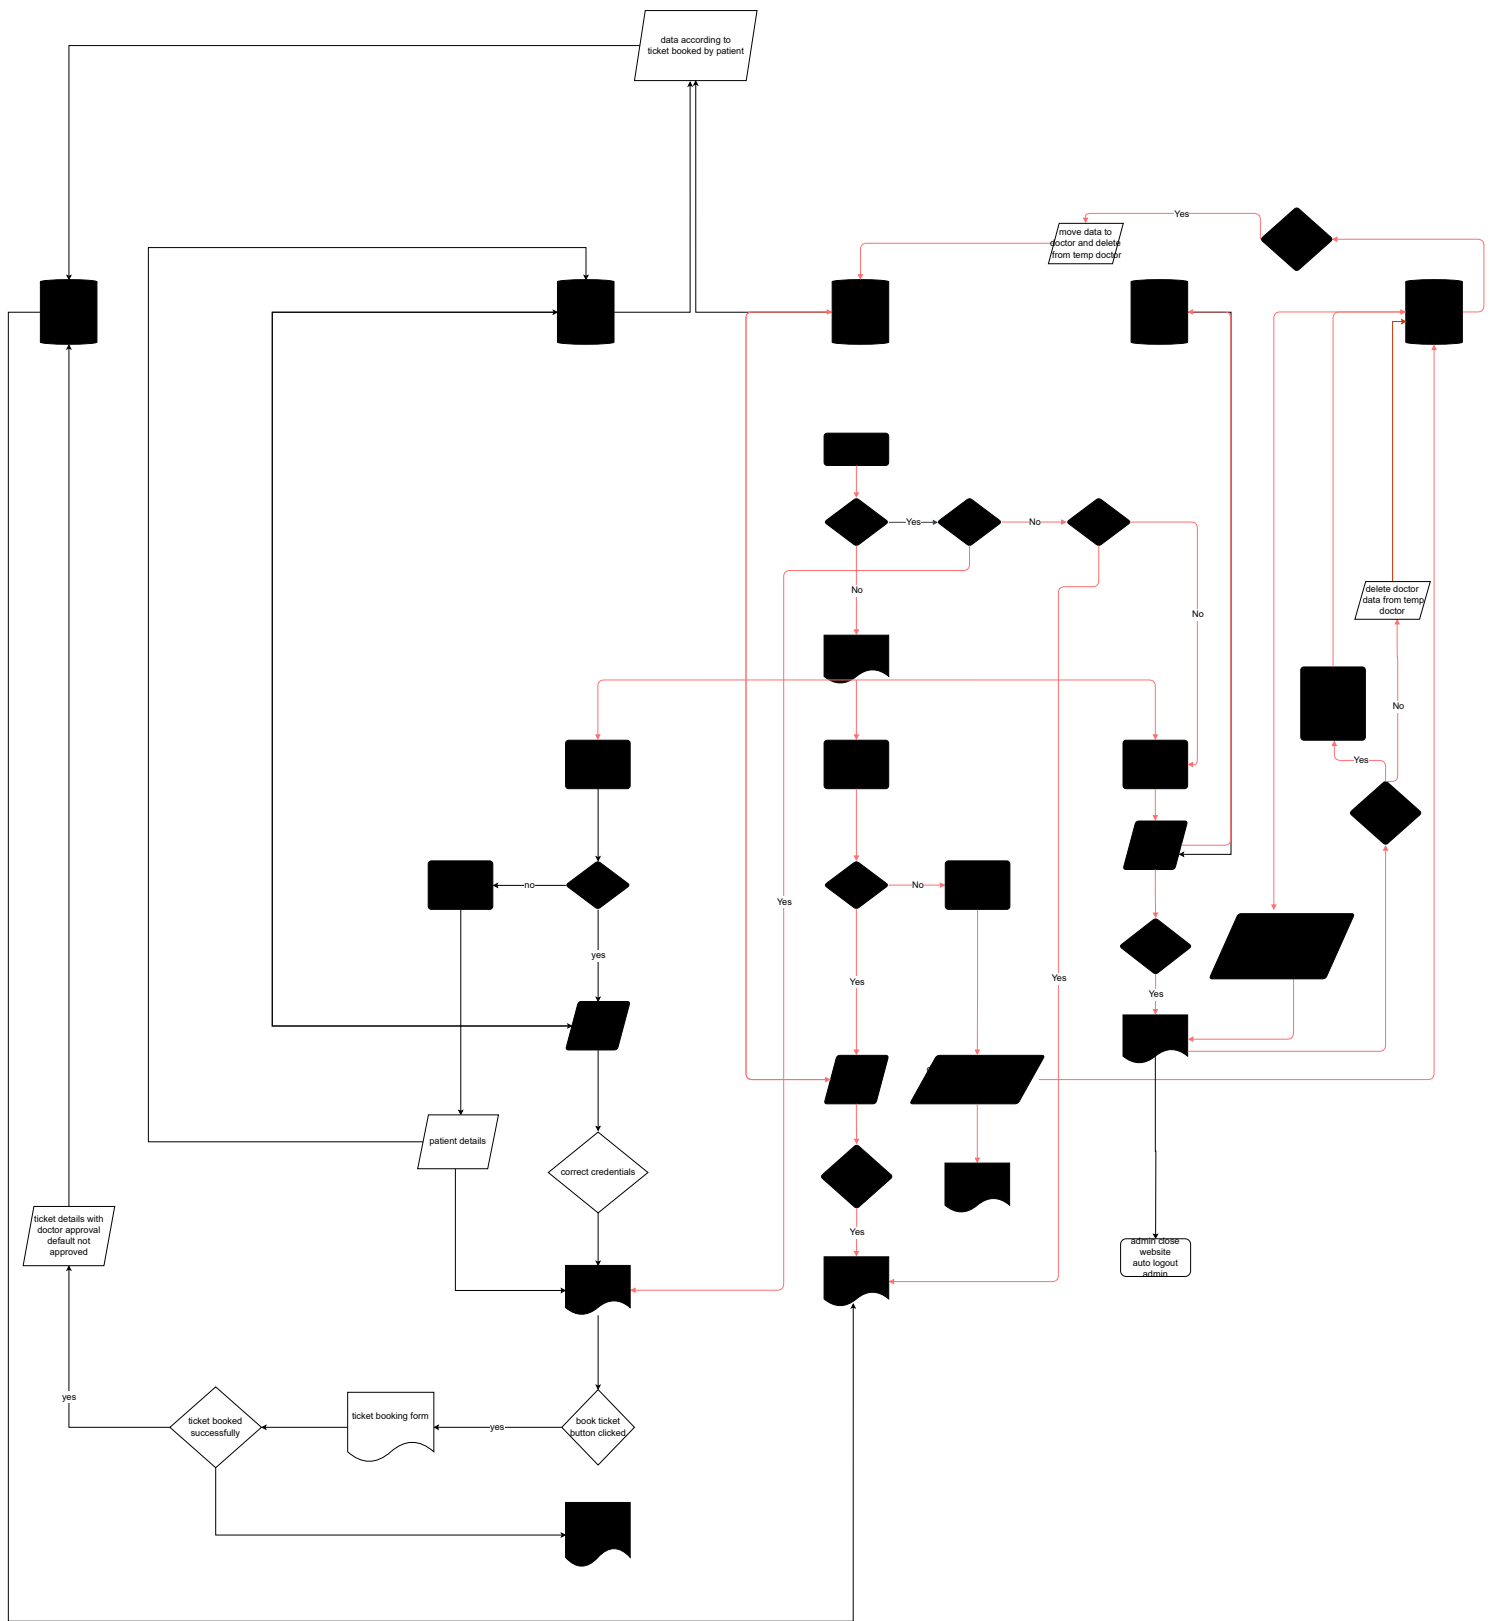 data according to
ticket booked by patient
Yes
move data to
doctor and delete
from temp doctor
Yes
No
No
No
delete doctor
data from temp
doctor
No
Yes
no
No
Yes
yes
Yes
Yes
Yes
patient details
correct credentials
ticket details with
doctor approval
default not
approved
Yes
admin close
website
auto logout
admin
yes
ticket booked
successfully
ticket booking form
yes
book ticket
button clicked